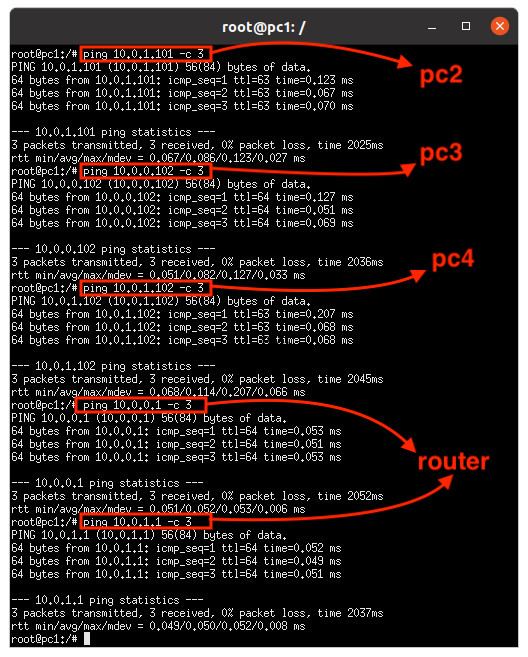 root@pc1: /
root@pc1:/# ping 10.0.1.101 -c 3
PING 10.0.1.101 (10.0.1.101) 56(84) bytes of data.
64 bytes from 10.0.1.101: icmp_seq=1 ttl=63 time=0.123 ms
64 bytes from 10.0.1.101: icmp_seq=2 ttl=63 time=0.067 ms
64 bytes from 10.0.1.101: icmp_seq=3 ttl=63 time=0.070 ms
pc2
--- 10.0.1.101 ping statistics ---
3 packets transmitted, 3 received, 0% packet loss, time 2025ms
rtt min/avg/max/mdev = 0.067/0.086/0.123/0.027 ms
root@pc1:/# ping 10.0.0.102 -c 3
pc3
PING 10.0.0.102 (10.0.0.102) 56(84) bytes of data.
64 bytes from 10.0.0.102: icmp_seq=1 ttl=64 time=0.127 ms
64 bytes from 10.0.0.102: icmp_seq=2 ttl=64 time=0.051 ms
64 bytes from 10.0.0.102: icmp_seq=3 ttl=64 time=0.069 ms
--- 10.0.0.102 ping statistics ---
3 packets transmitted, 3 received, 0% packet loss, time 2036ms
rtt min/avg/max/mdev = 0.051/0.082/0.127/0.033 ms
pc4
root@pc1:/# ping 10.0.1.102 -c 3
PING 10.0.1.102 (10.0.1.102) 56(84) bytes of data.
64 bytes from 10.0.1.102: icmp_seq=1 ttl=63 time=0.207 ms
64 bytes from 10.0.1.102: icmp_seq=2 ttl=63 time=0.068 ms
64 bytes from 10.0.1.102: icmp_seq=3 ttl=63 time=0.068 ms
--- 10.0.1.102 ping statistics ---
3 packets transmitted, 3 received, 0% packet loss, time 2045ms
rtt min/avg/max/mdev = 0.068/0.114/0.207/0.066 ms
root@pc1:/# ping 10.0.0.1 -c 3
PING 10.0.0.1 (10.0.0.1) 56(84) bytes of data.
64 bytes from 10.0.0.1: icmp_seq=1 ttl=64 time=0.053 ms
64 bytes from 10.0.0.1: icmp_seq=2 ttl=64 time=0.051 ms
64 bytes from 10.0.0.1: icmp_seq=3 ttl=64 time=0.053 ms
router
--- 10.0.0.1 ping statistics ---
3 packets transmitted, 3 received, 0% packet loss, time 2052ms
rtt min/avg/max/mdev = 0.051/0.052/0.053/0.006 ms
root@pc1:/# ping 10.0.1.1 -c 3
PING 10.0.1.1 (10.0.1.1) 56(84) bytes of data.
64 bytes from 10.0.1.1: icmp_seq=1 ttl=64 time=0.052 ms
64 bytes from 10.0.1.1: icmp_seq=2 ttl=64 time=0.049 ms
64 bytes from 10.0.1.1: icmp_seq=3 ttl=64 time=0.051 ms
--- 10.0.1.1 ping statistics ---
3 packets transmitted, 3 received, 0% packet loss, time 2037ms
rtt min/avg/max/mdev = 0.049/0.050/0.052/0.008 ms
root@pc1:/#